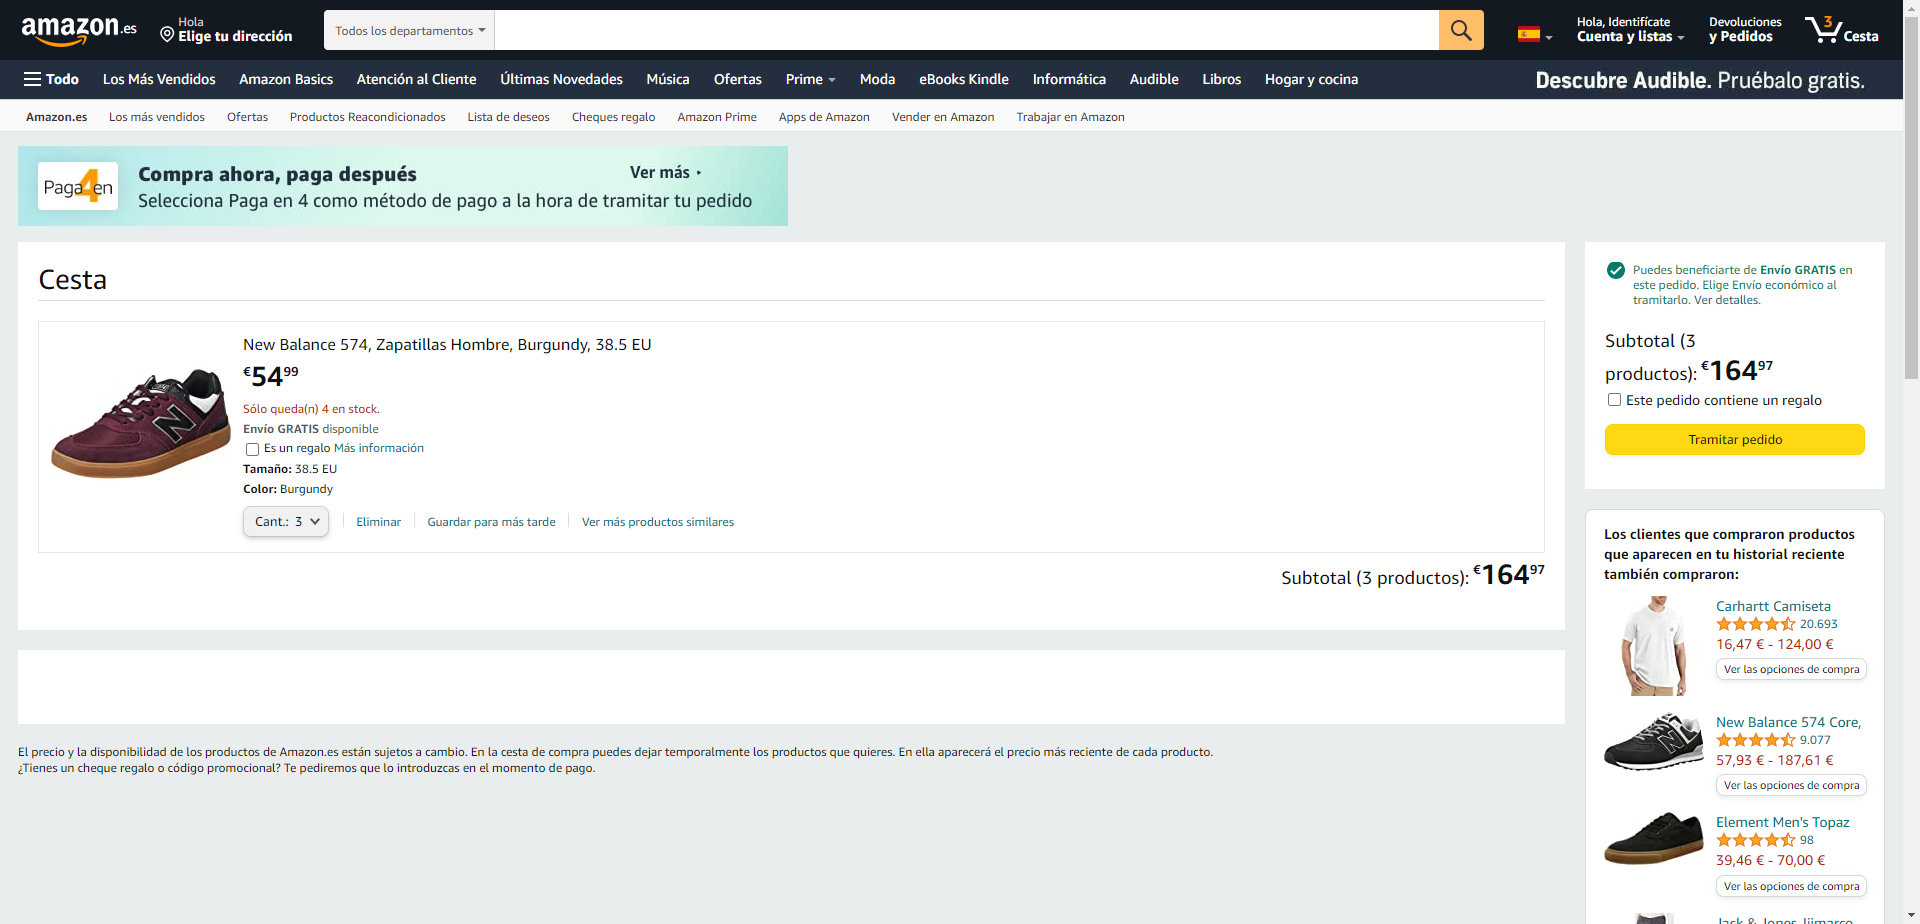 amazon.es
Hola
Elige tu dirección
Todos los departamentos
Hola, Identifícate
Cuenta y listas
Devoluciones
y Pedidos
3
Cesta
Todo
Los Más Vendidos
Amazon Basics
Atención al Cliente
Últimas Novedades
Música
Ofertas
Prime
Moda
eBooks Kindle
Informática
Audible
Libros
Hogar y cocina
Descubre Audible. Pruébalo gratis.
Amazon.es
Los más vendidos
Ofertas
Productos Reacondicionados
Lista de deseos
Cheques regalo
Amazon Prime
Apps de Amazon
Vender en Amazon
Trabajar en Amazon
Paga 4 en
Compra ahora, paga después
Ver más
Selecciona Paga en 4 como método de pago a la hora de tramitar tu pedido
Cesta
New Balance 574, Zapatillas Hombre, Burgundy, 38.5 EU
€5499
Sólo queda(n) 4 en stock.
Envío GRATIS disponible
Es un regalo Más información
Tamaño: 38.5 EU
Color: Burgundy
Cant.: 3
Eliminar
Guardar para más tarde
Ver más productos similares
Subtotal (3 productos): €16497
El precio y la disponibilidad de los productos de Amazon.es están sujetos a cambio. En la cesta de compra puedes dejar temporalmente los productos que quieres. En ella aparecerá el precio más reciente de cada producto.
¿Tienes un cheque regalo o código promocional? Te pediremos que lo introduzcas en el momento de pago.
Puedes beneficiarte de Envío GRATIS en
este pedido. Elige Envío económico al
tramitarlo. Ver detalles.
Subtotal (3
productos): €16497
Este pedido contiene un regalo
Tramitar pedido
Los clientes que compraron productos
que aparecen en tu historial reciente
también compraron:
Carhartt Camiseta
20.693
16,47 € - 124,00 €
Ver las opciones de compra
New Balance 574 Core,
9.077
57,93 € - 187,61 €
Ver las opciones de compra
Element Men's Topaz
98
39,46 € - 70,00 €
Ver las opciones de compra
Jack & Jones Jjimarco